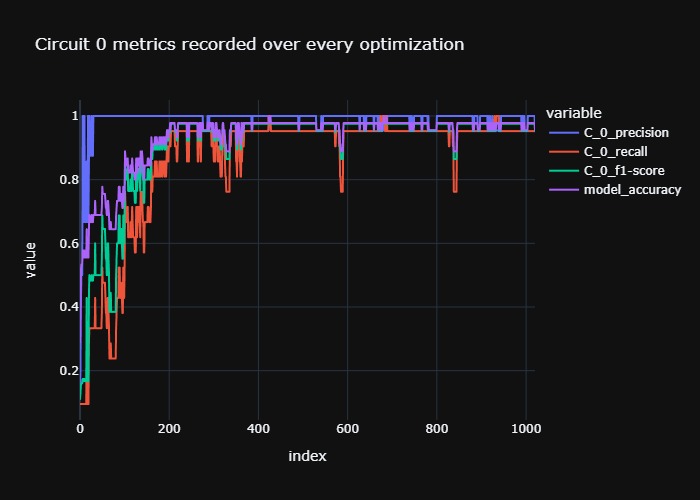 Circuit 0 metrics recorded over every optimization
variable
C_0_precision
C_0_recall
C_0_f1-score
model_accuracy
value
1
0.8
0.6
0.4
0.2
0 200 400 600 800 1000
index